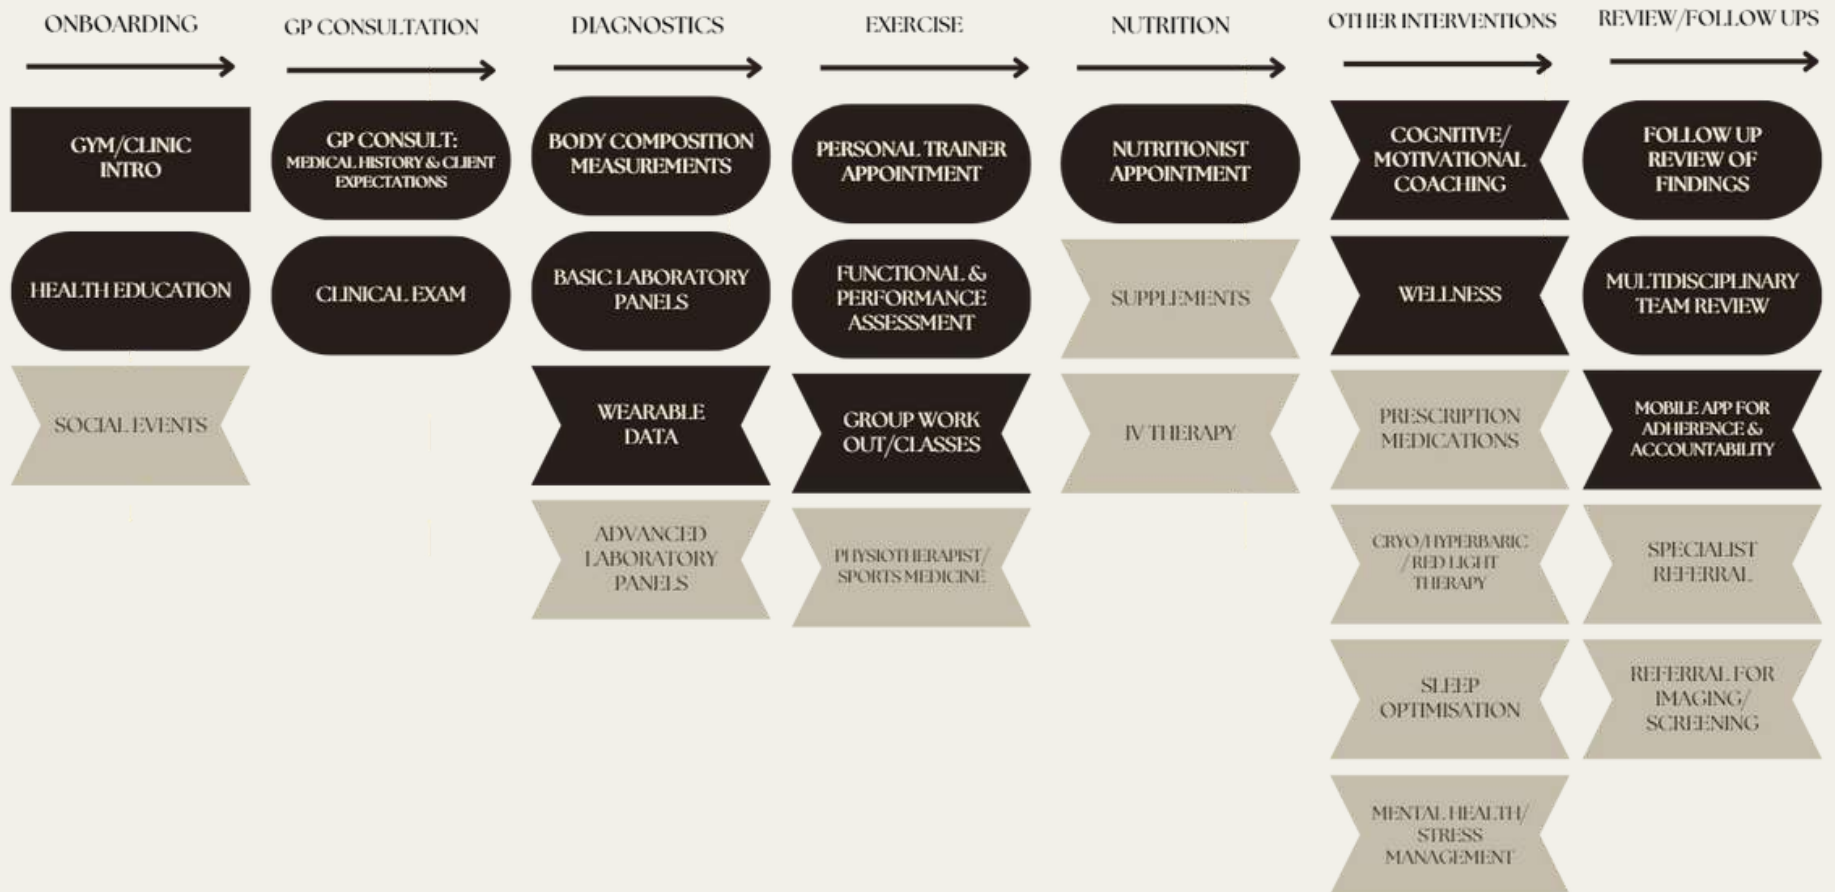 ONBOARDING
GP CONSULTATION
DIAGNOSTICS
EXERCISE
NUTRITION
OTHER INTERVENTIONS
REVIEW/FOLLOW UPS
GYM/CLINIC
INTRO
HEALTH EDUCATION
SOCIAL EVENTS
GP CONSULT:
MEDICAL HISTORY & CLIENT
EXPECTATIONS
CLINICAL EXAM
BODY COMPOSITION
MEASUREMENTS
BASIC LABORATORY
PANELS
WEARABLE
DATA
ADVANCED
LABORATORY
PANELS
PERSONAL TRAINER
APPOINTMENT
FUNCTIONAL &
PERFORMANCE
ASSESSMENT
GROUP WORK
OUT/CLASSES
PHYSIOTHERAPIST/
SPORTS MEDICINE
NUTRITIONIST
APPOINTMENT
SUPPLEMENTS
IV THERAPY
COGNITIVE/
MOTIVATIONAL
COACHING
WELLNESS
PRESCRIPTION
MEDICATIONS
CRYO/HYPERBARIC
/RED LIGHT
THERAPY
SLEEP
OPTIMISATION
MENTAL HEALTH/
STRESS
MANAGEMENT
FOLLOW UP
REVIEW OF
FINDINGS
MULTIDISCIPLINARY
TEAM REVIEW
MOBILE APP FOR
ADHERENCE &
ACCOUNTABILITY
SPECIALIST
REFERRAL
REFERRAL FOR
IMAGING/
SCREENING